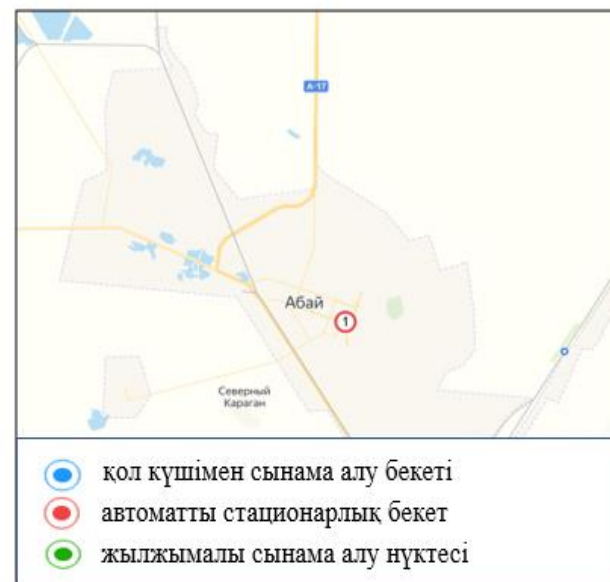 А-17
Абай
1
Северный
Караган
қол күшімен сынама алу бекеті
автоматты стационарлық бекет
жылжымалы сынама алу нүктесі